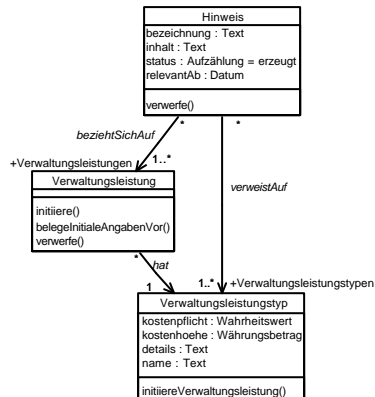 Hinweis
bezeichnung : Text
inhalt : Text
status : Aufzählung = erzeugt
relevantAb : Datum
verwerfe()
*
*
beziehtSichAuf
+Verwaltungsleistungen
1..*
Verwaltungsleistung
verweistAuf
initiiere()
belegeInitialeAngabenVor()
verwerfe()
*
hat
1
1..*
+Verwaltungsleistungstypen
Verwaltungsleistungstyp
kostenpflicht : Wahrheitswert
kostenhoehe : Währungsbetrag
details : Text
name : Text
initiiereVerwaltungsleistung()